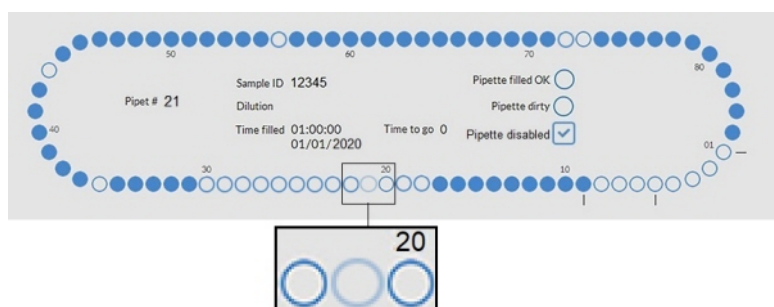 50 60 70
80
Sample ID 12345 Pipette filled OK
Pipet # 21 Dilution Pipette dirty
Time filled 01:00:00 Time to go 0 Pipette disabled
01/01/2020
40 01
30 20 10
20